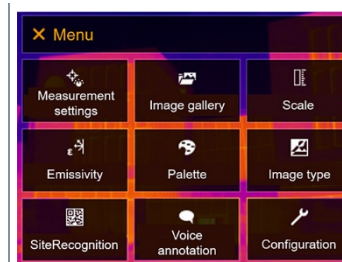 Menu
Measurement
settings
Image gallery
Scale
Emissivity
Palette
Image type
SiteRecognition
Voice
annotation
Configuration